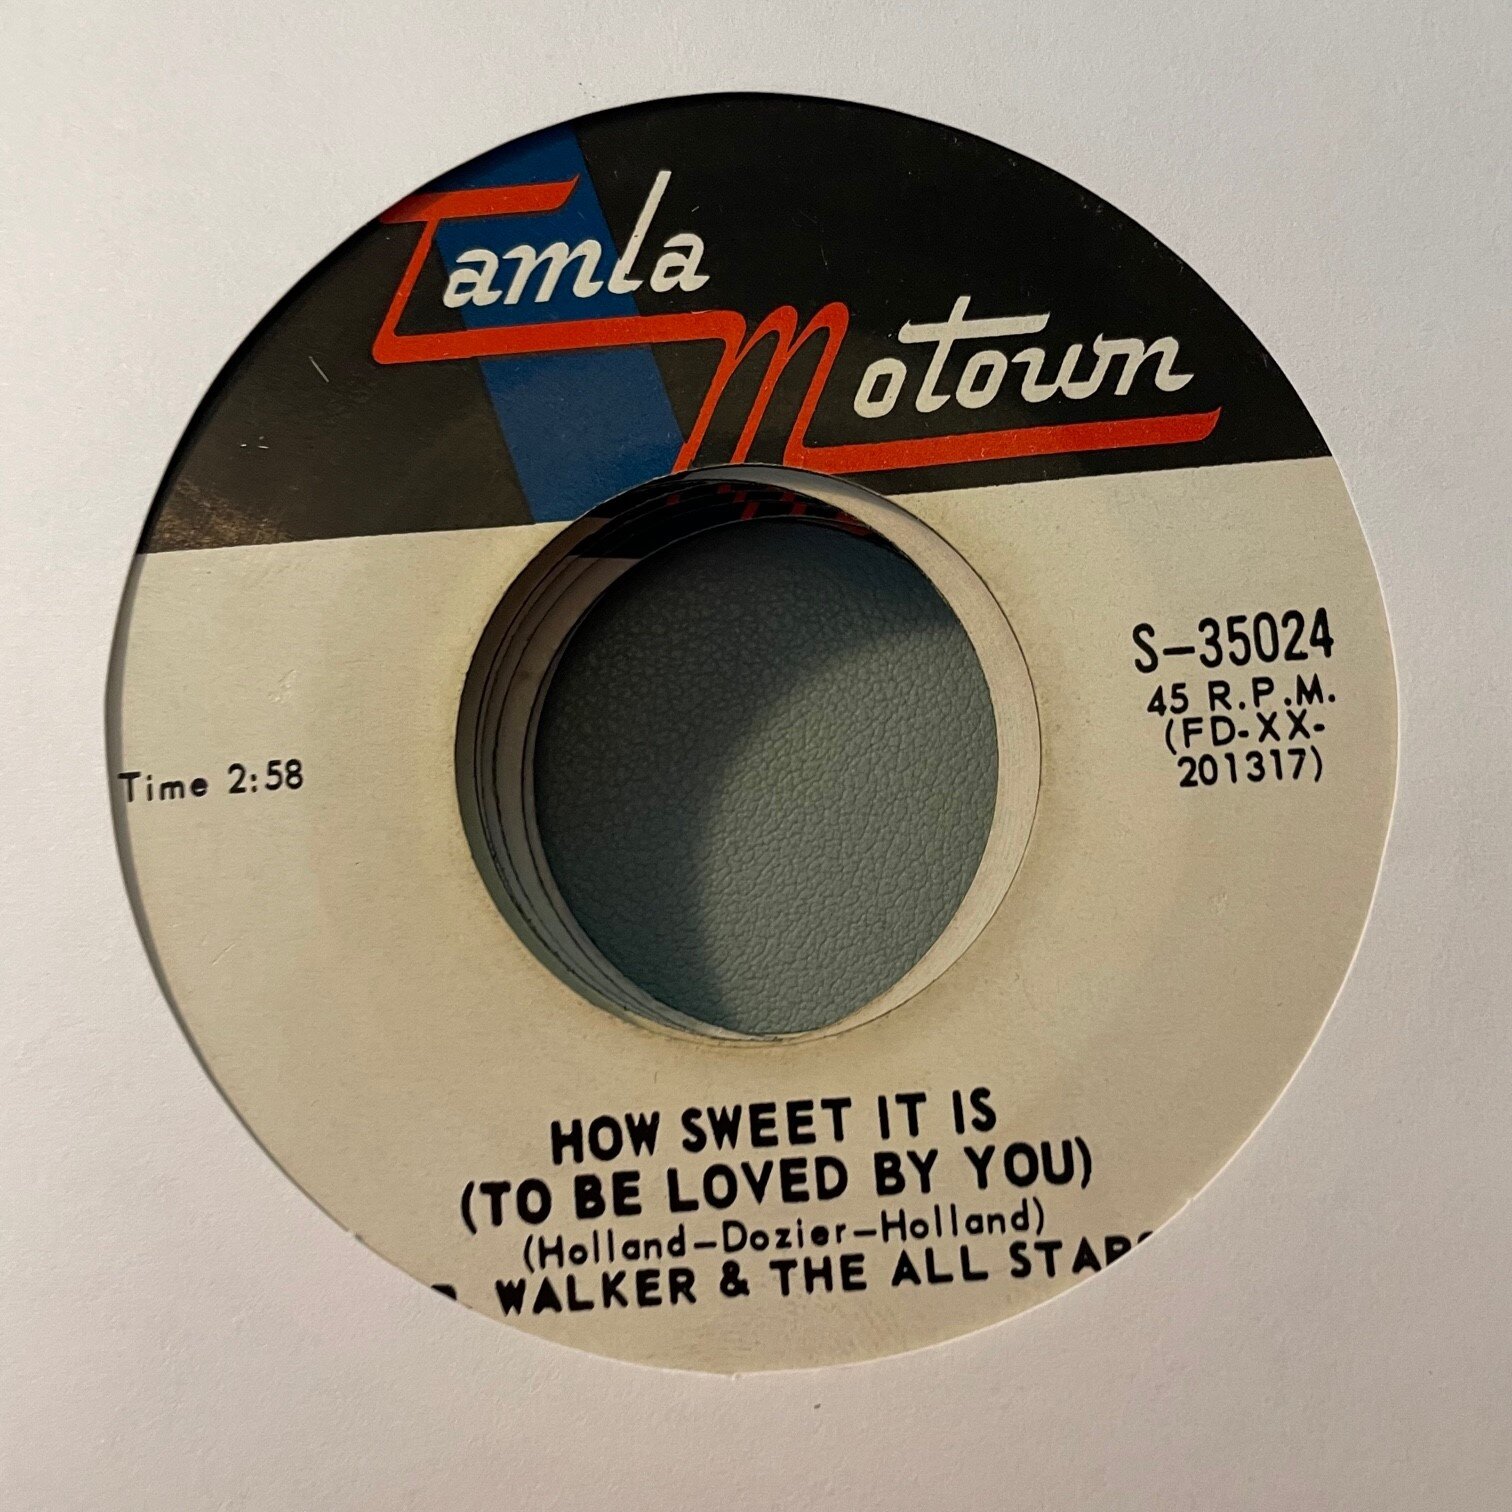 Tamla
Motown
S-35024
45 R.P.M.
(FD-XX-
201317)
Time 2:58
HOW SWEET IT IS
(TO BE LOVED BY YOU)
(Holland-Dozier-Holland)
R. WALKER & THE ALL STARS